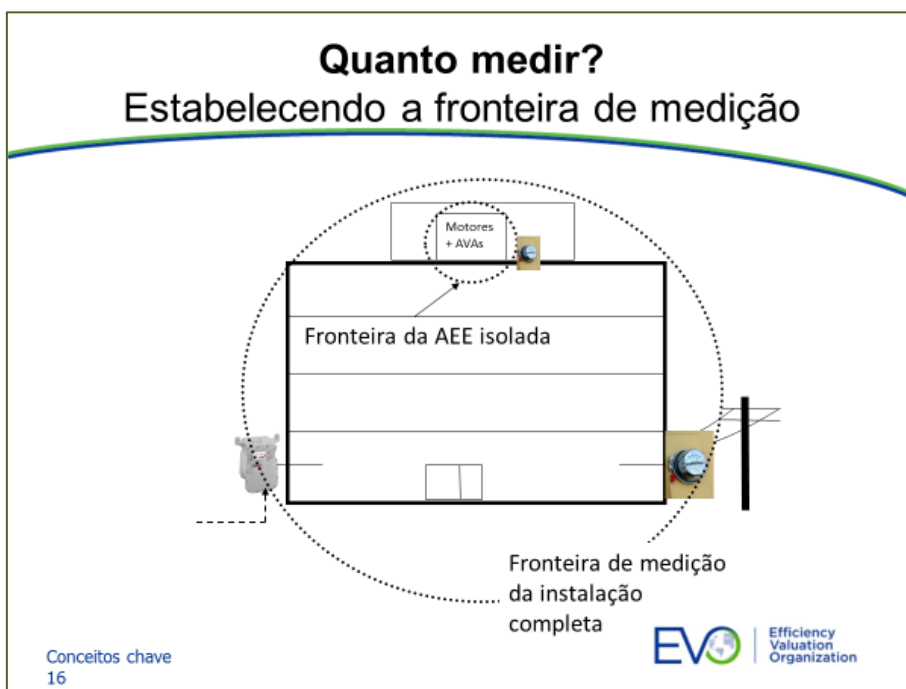 Quanto medir?
Estabelecendo a fronteira de medição
Motores
+ AVAs
Fronteira da AEE isolada
Fronteira de medição
da instalação
completa
Conceitos chave
16
EVO
Efficiency
Valuation
Organization